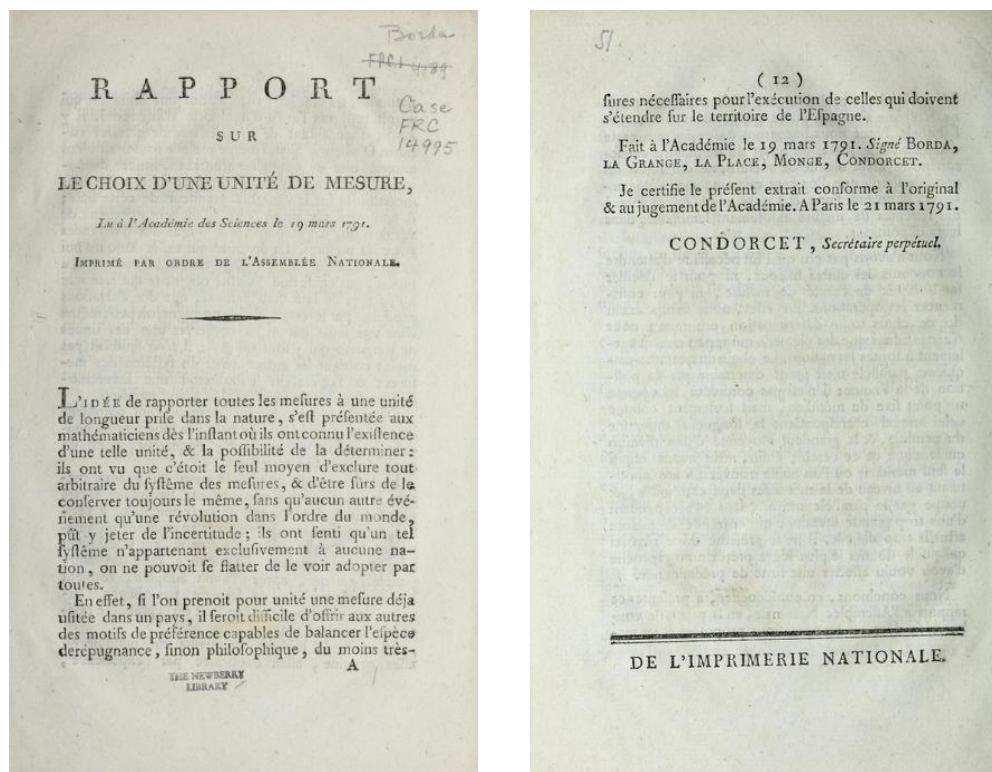 Borda
Case
FRC
14995
RAPPORT
SUR
LE CHOIX D'UNE UNITÉ DE MESURE,
Lu à l'Académie des Sciences le 19 mars 1791.
IMPRIMÉ PAR ORDRE DE L'ASSEMBLÉE NATIONALE.
L'IDÉE de rapporter toutes les meſures à une unité
de longueur priſe dans la nature, s'eſt préſentée aux
mathématiciens dès l'inſtant où ils ont connu l'exiſtence
d'une telle unité, & la poſſibilité de la déterminer:
ils ont vu que c'étoit le ſeul moyen d'exclure tout
arbitraire du ſyſtême des meſures, & d'être ſûrs de le
conſerver toujours le même, ſans qu'aucun autre évé-
nement qu'une révolution dans l'ordre du monde,
pût y jeter de l'incertitude; ils ont ſenti qu'un tel
ſyſtême n'appartenant excluſivement à aucune na-
tion, on ne pouvoit ſe flatter de le voir adopter par
toutes.
En effet, ſi l'on prenoit pour unité une meſure déja
uſitée dans un pays, il ſeroit difficile d'offrir aux autres
des motifs de préférence capables de balancer l'eſpèce
de répugnance, ſinon philoſophique, du moins très-
A
THE NEWBERRY
LIBRARY
51.
(12)
ſures néceſſaires pour l'exécution de celles qui doivent
s'étendre ſur le territoire de l'Eſpagne.
Fait à l'Académie le 19 mars 1791. Signé BORDA,
LA GRANGE, LA PLACE, MONGE, CONDORCET.
Je certifie le préſent extrait conforme à l'original
& au jugement de l'Académie. A Paris le 21 mars 1791.
CONDORCET, Secrétaire perpétuel.
DE L'IMPRIMERIE NATIONALE.